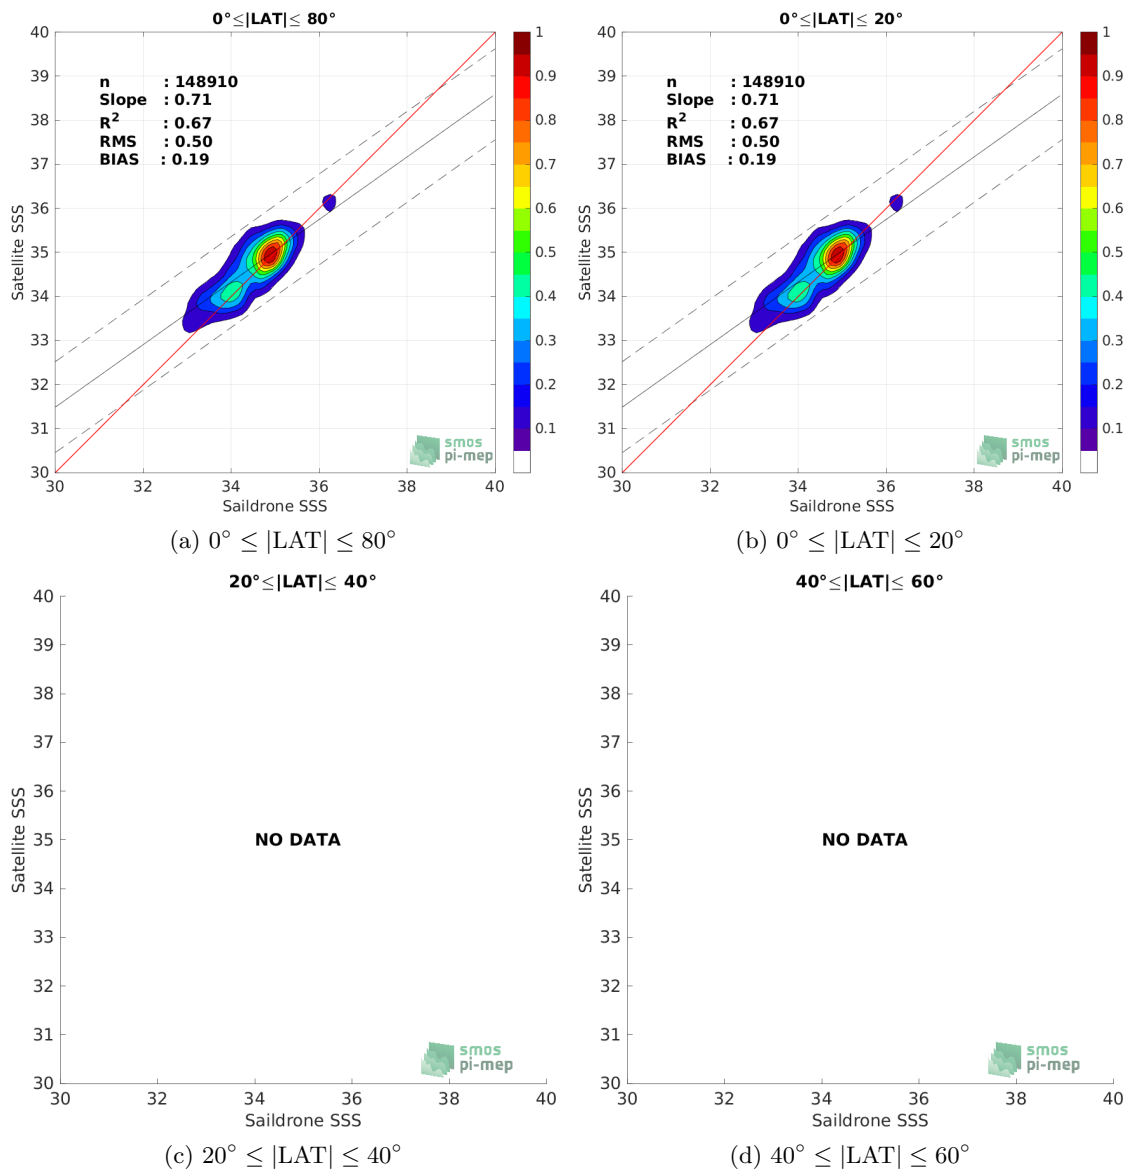 0°≤|LAT|≤ 80°
40
39
38
37
36
35
34
33
32
31
30
n : 148910
Slope : 0.71
R² : 0.67
RMS : 0.50
BIAS : 0.19
1
0.9
0.8
0.7
0.6
0.5
0.4
0.3
0.2
0.1
Satellite SSS
smos
pi-mep
30 32 34 36 38 40
Saildrone SSS
(a) 0° ≤ |LAT| ≤ 80°
0°≤|LAT|≤ 20°
40
39
38
37
36
35
34
33
32
31
30
n : 148910
Slope : 0.71
R² : 0.67
RMS : 0.50
BIAS : 0.19
1
0.9
0.8
0.7
0.6
0.5
0.4
0.3
0.2
0.1
Satellite SSS
smos
pi-mep
30 32 34 36 38 40
Saildrone SSS
(b) 0° ≤ |LAT| ≤ 20°
20°≤|LAT|≤ 40°
40
39
38
37
36
35
34
33
32
31
30
Satellite SSS
NO DATA
smos
pi-mep
30 32 34 36 38 40
Saildrone SSS
(c) 20° ≤ |LAT| ≤ 40°
40°≤|LAT|≤ 60°
40
39
38
37
36
35
34
33
32
31
30
Satellite SSS
NO DATA
smos
pi-mep
30 32 34 36 38 40
Saildrone SSS
(d) 40° ≤ |LAT| ≤ 60°